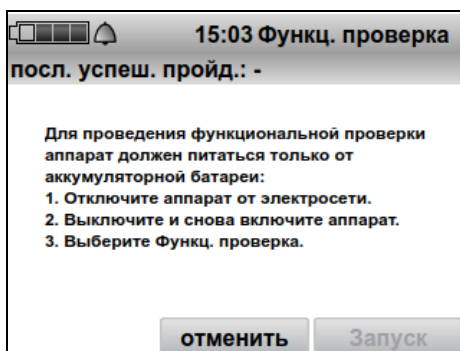 15:03 Функц. проверка
посл. успеш. пройд.: -
Для проведения функциональной проверки
аппарат должен питаться только от
аккумуляторной батареи:
1. Отключите аппарат от электросети.
2. Выключите и снова включите аппарат.
3. Выберите Функц. проверка.
отменить Запуск